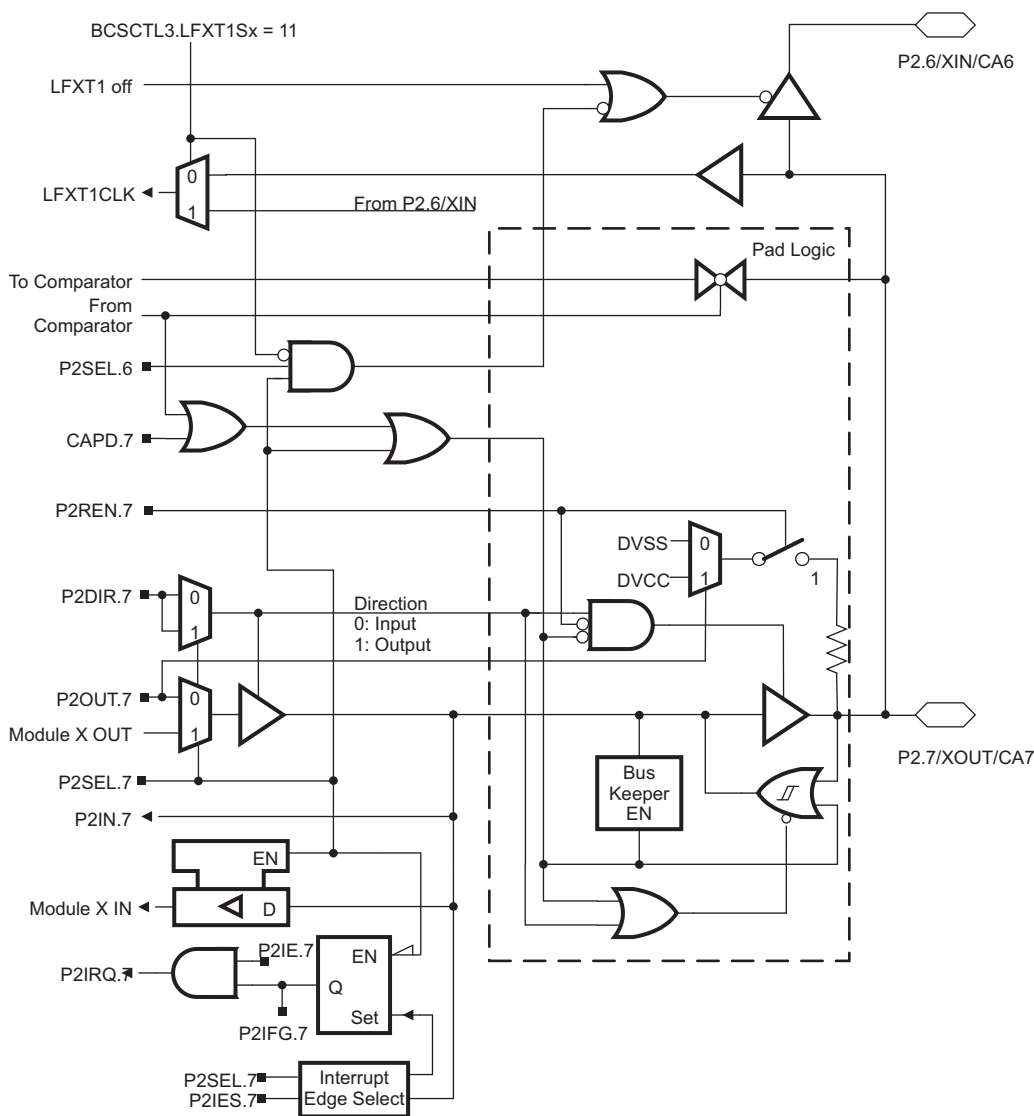 BCSCTL3.LFXT1Sx = 11
P2.6/XIN/CA6
LFXT1 off
0
LFXT1CLK
1
From P2.6/XIN
Pad Logic
To Comparator
From
Comparator
P2SEL.6
CAPD.7
P2REN.7
DVSS
0
DVCC
1
1
P2DIR.7
0
1
Direction
0: Input
1: Output
P2OUT.7
0
Module X OUT
1
P2.7/XOUT/CA7
P2SEL.7
Bus
Keeper
EN
P2IN.7
EN
Module X IN
D
P2IE.7
EN
P2IRQ.7
Q
P2IFG.7
Set
P2SEL.7
P2IES.7
Interrupt
Edge Select